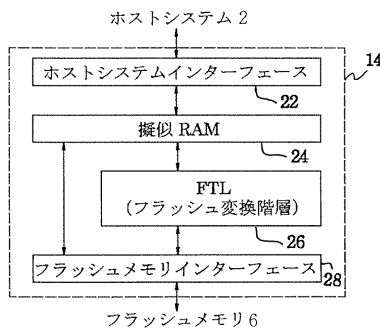 ホストシステム 2
ホストシステムインターフェース
22
14
擬似 RAM
24
FTL
(フラッシュ変換階層)
26
フラッシュメモリインターフェース
28
フラッシュメモリ 6